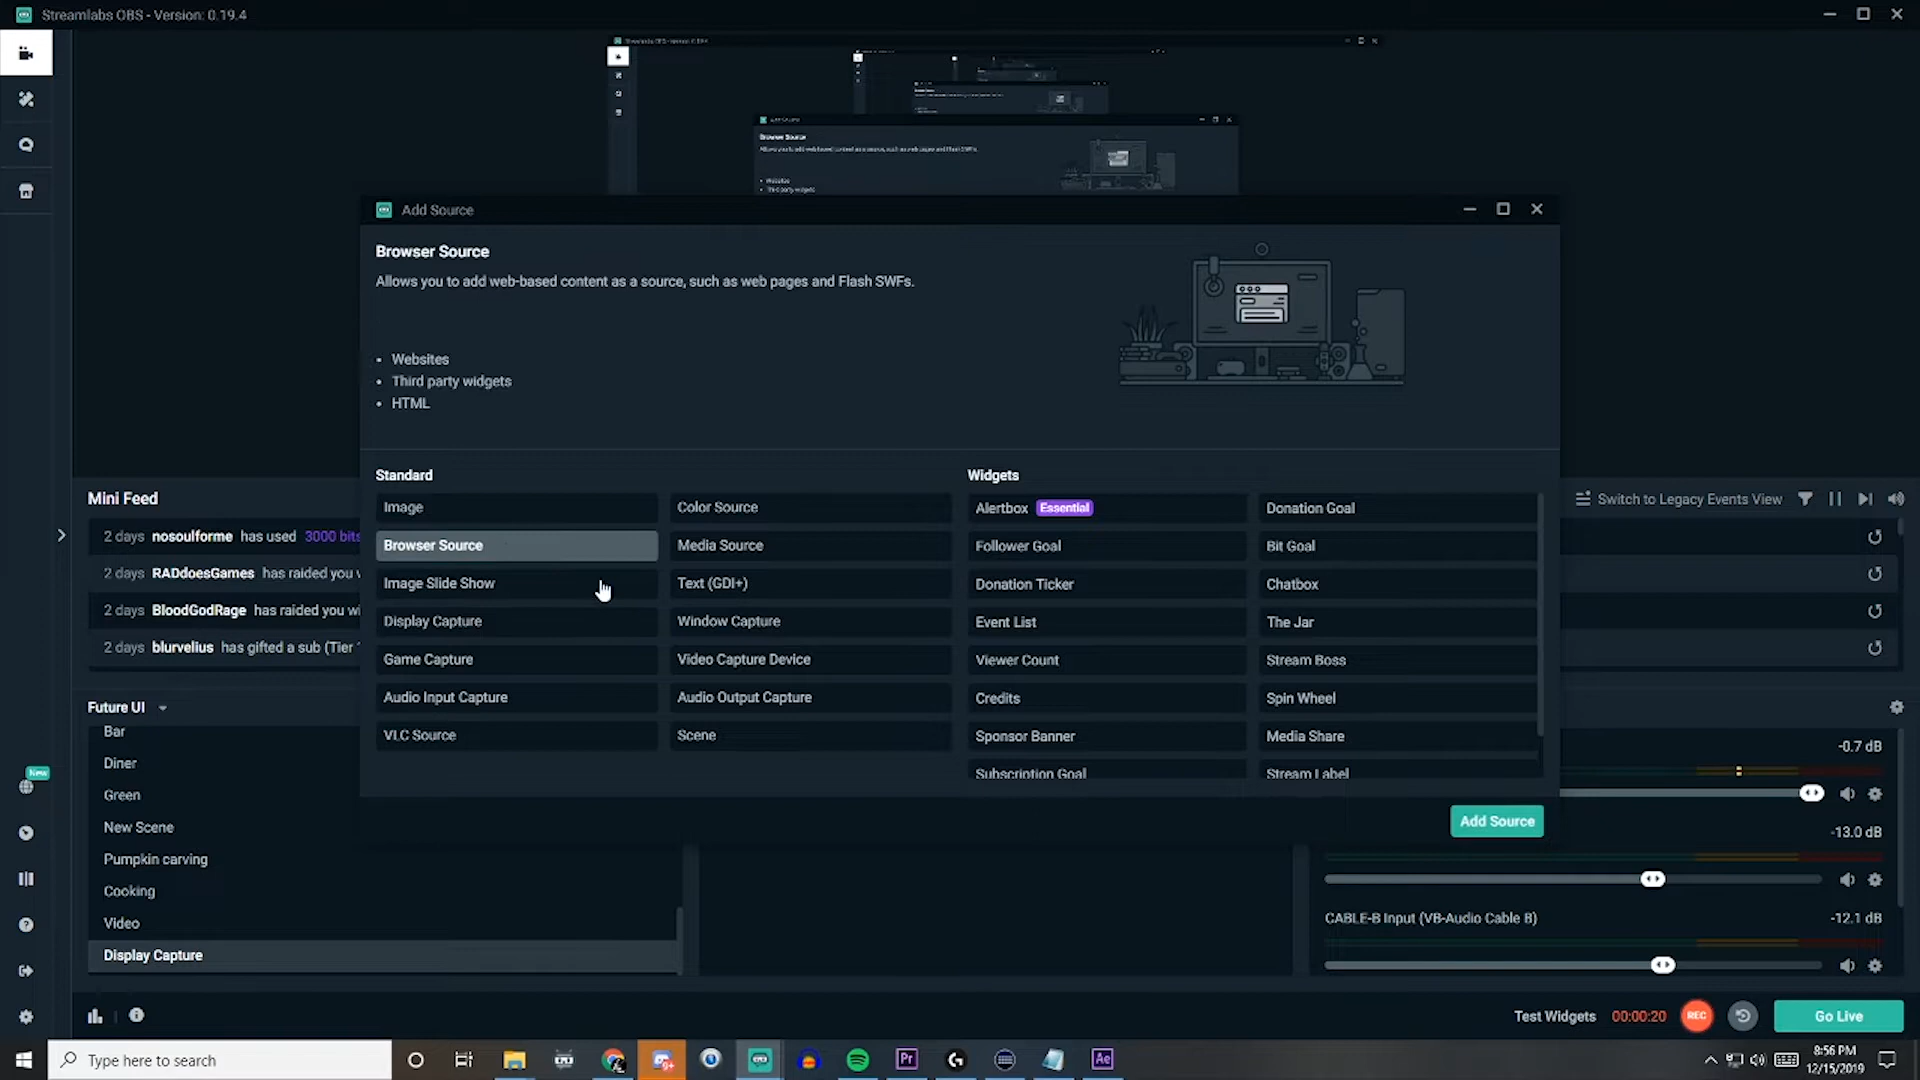 Streamlabs OBS - Version: 0.19.4
Add Source
Browser Source
Allows you to add web-based content as a source, such as web pages and Flash SWFs.
• Websites
• Third party widgets
• HTML
Standard
Widgets
Image
Color Source
Alertbox Essential
Donation Goal
Browser Source
Media Source
Follower Goal
Bit Goal
Image Slide Show
Text (GDI+)
Donation Ticker
Chatbox
Display Capture
Window Capture
Event List
The Jar
Game Capture
Video Capture Device
Viewer Count
Stream Boss
Audio Input Capture
Audio Output Capture
Credits
Spin Wheel
VLC Source
Scene
Sponsor Banner
Media Share
Subscription Goal
Stream Label
Add Source
Mini Feed
Switch to Legacy Events View
2 days nosoulforme has used 3000 bits
2 days RADdoesGames has raided you
2 days BloodGodRage has raided you
2 days blurvelius has gifted a sub (Tier
Future UI
Bar
Diner
Green
New Scene
Pumpkin carving
Cooking
Video
Display Capture
New
-0.7 dB
-13.0 dB
CABLE-B Input (VB-Audio Cable B)
-12.1 dB
Test Widgets
00:00:20
REC
Go Live
Type here to search
Pr
Ae
8:56 PM
12/15/2019